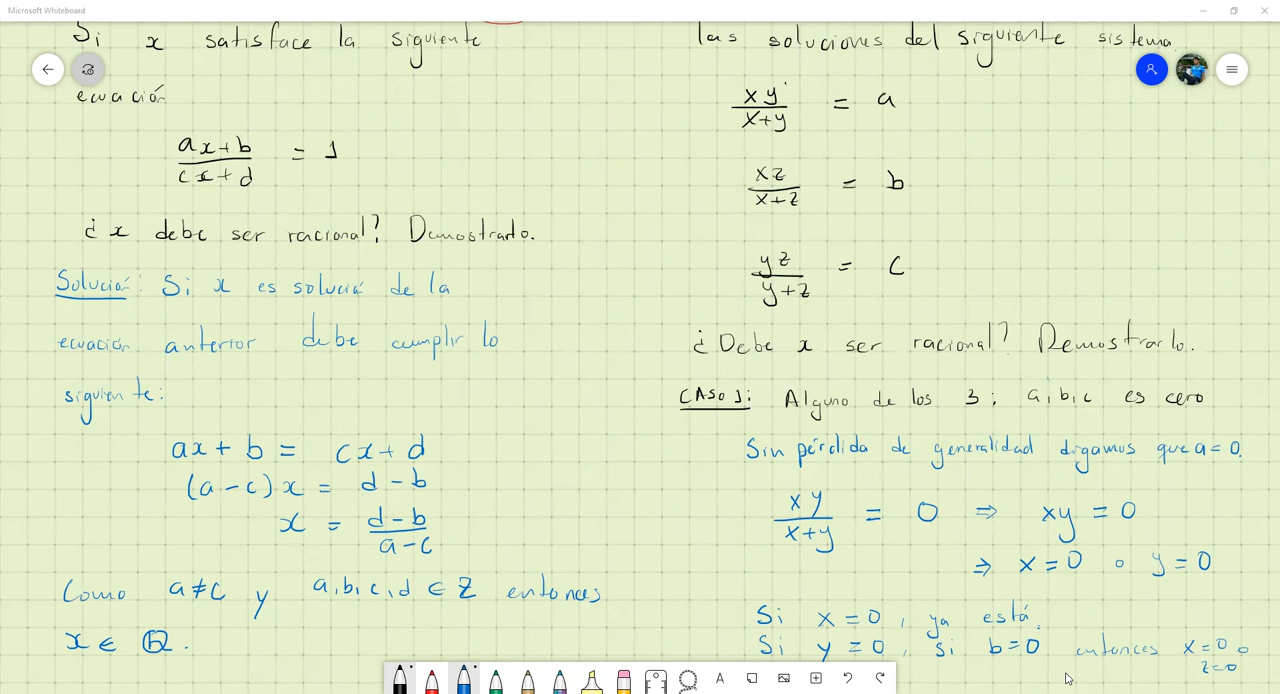 Microsoft Whiteboard
Si x satisface la siguiente
ecuación
ax+b / cx+d = 1
¿ x debe ser racional? Demostrarlo.
Solución: Si x es solución de la
ecuación anterior debe cumplir lo
siguiente:
ax + b = cx + d
(a - c) x = d - b
x = d - b / a - c
Como a ≠ c y a, b, c, d ∈ Z entonces
x ∈ Q.
las soluciones del siguiente sistema.
xy / x+y = a
xz / x+z = b
yz / y+z = c
¿Debe x ser racional? Demostrarlo.
Caso 1: Alguno de los 3; a, b, c es cero
Sin pérdida de generalidad digamos que a = 0.
xy / x+y = 0 ⇒ xy = 0
⇒ x = 0 o y = 0
Si x = 0, ya está.
Si y = 0, si b = 0 entonces x = 0 o
z = 0
A